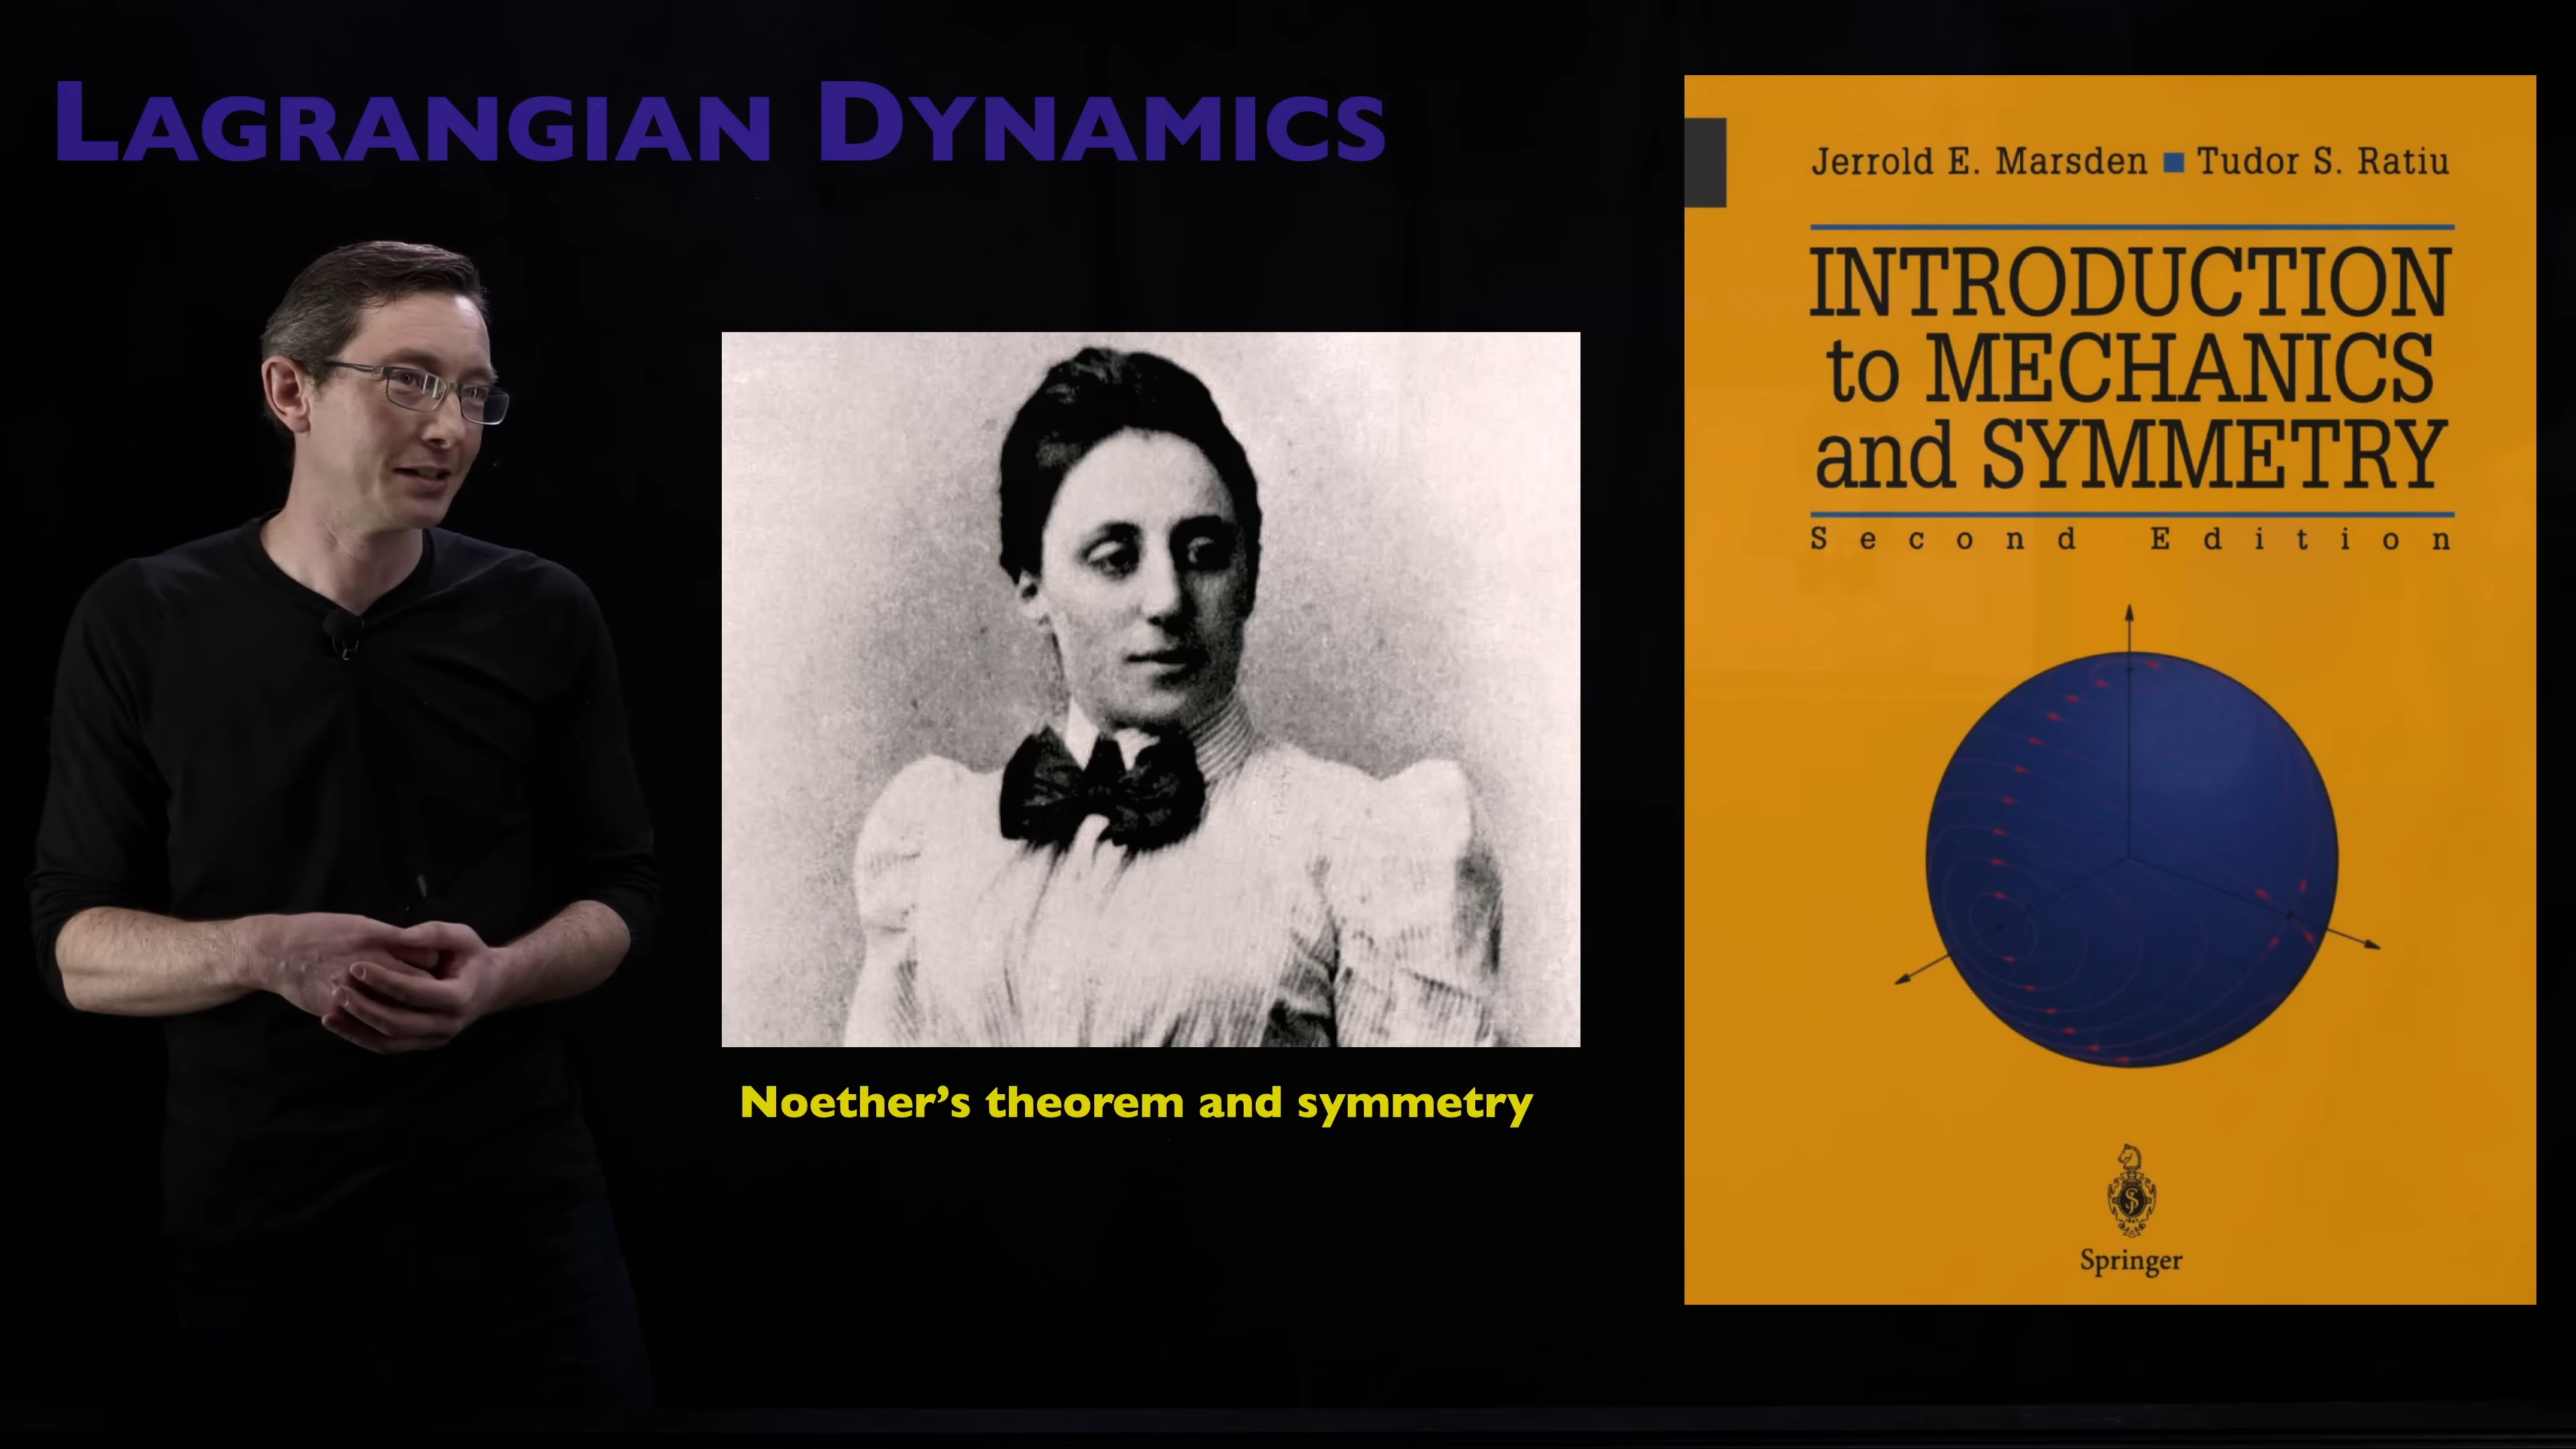 LAGRANGIAN DYNAMICS
Noether’s theorem and symmetry
Jerrold E. Marsden ■ Tudor S. Ratiu
INTRODUCTION
to MECHANICS
and SYMMETRY
Second Edition
Springer